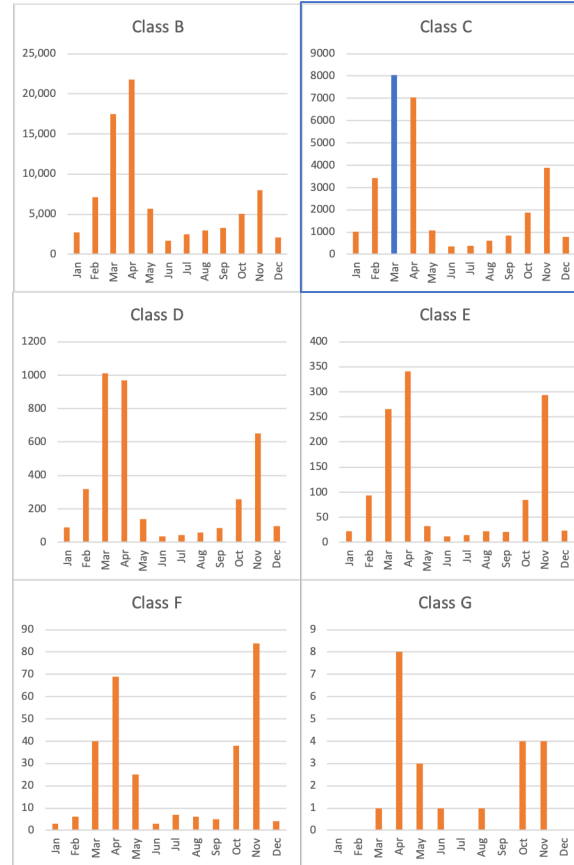 Class B
25,000
20,000
15,000
10,000
5,000
0
Jan
Feb
Mar
Apr
May
Jun
Jul
Aug
Sep
Oct
Nov
Dec
Class C
9000
8000
7000
6000
5000
4000
3000
2000
1000
0
Jan
Feb
Mar
Apr
May
Jun
Jul
Aug
Sep
Oct
Nov
Dec
Class D
1200
1000
800
600
400
200
0
Jan
Feb
Mar
Apr
May
Jun
Jul
Aug
Sep
Oct
Nov
Dec
Class E
400
350
300
250
200
150
100
50
0
Jan
Feb
Mar
Apr
May
Jun
Jul
Aug
Sep
Oct
Nov
Dec
Class F
90
80
70
60
50
40
30
20
10
0
Jan
Feb
Mar
Apr
May
Jun
Jul
Aug
Sep
Oct
Nov
Dec
Class G
9
8
7
6
5
4
3
2
1
0
Jan
Feb
Mar
Apr
May
Jun
Jul
Aug
Sep
Oct
Nov
Dec